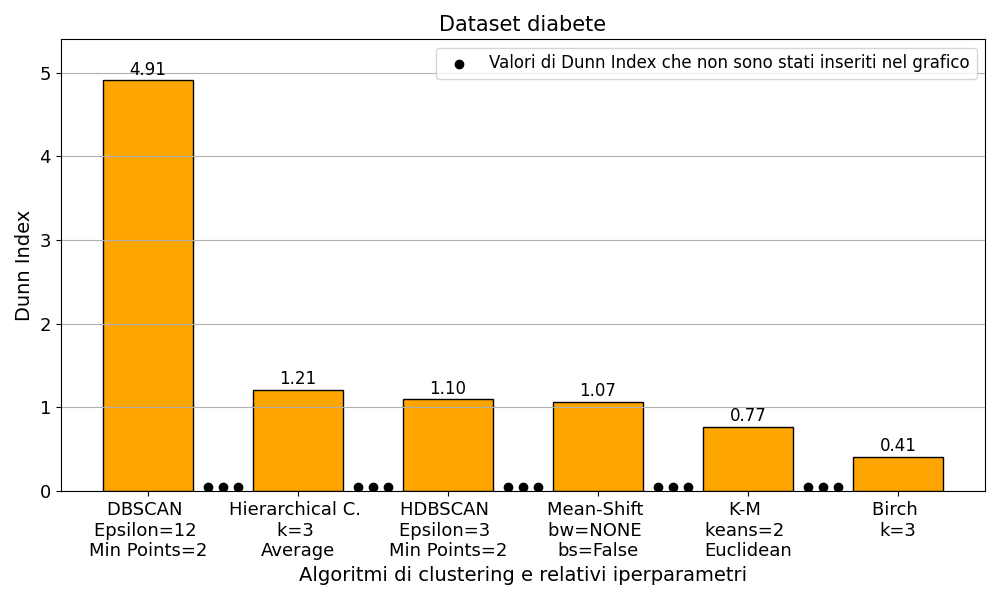 Dataset diabete
Valori di Dunn Index che non sono stati inseriti nel grafico
Dunn Index
5
4
3
2
1
0
4.91
1.21
1.10
1.07
0.77
0.41
DBSCAN
Epsilon=12
Min Points=2
Hierarchical C.
k=3
Average
HDBSCAN
Epsilon=3
Min Points=2
Mean-Shift
bw=NONE
bs=False
K-M
keans=2
Euclidean
Birch
k=3
Algoritmi di clustering e relativi iperparametri